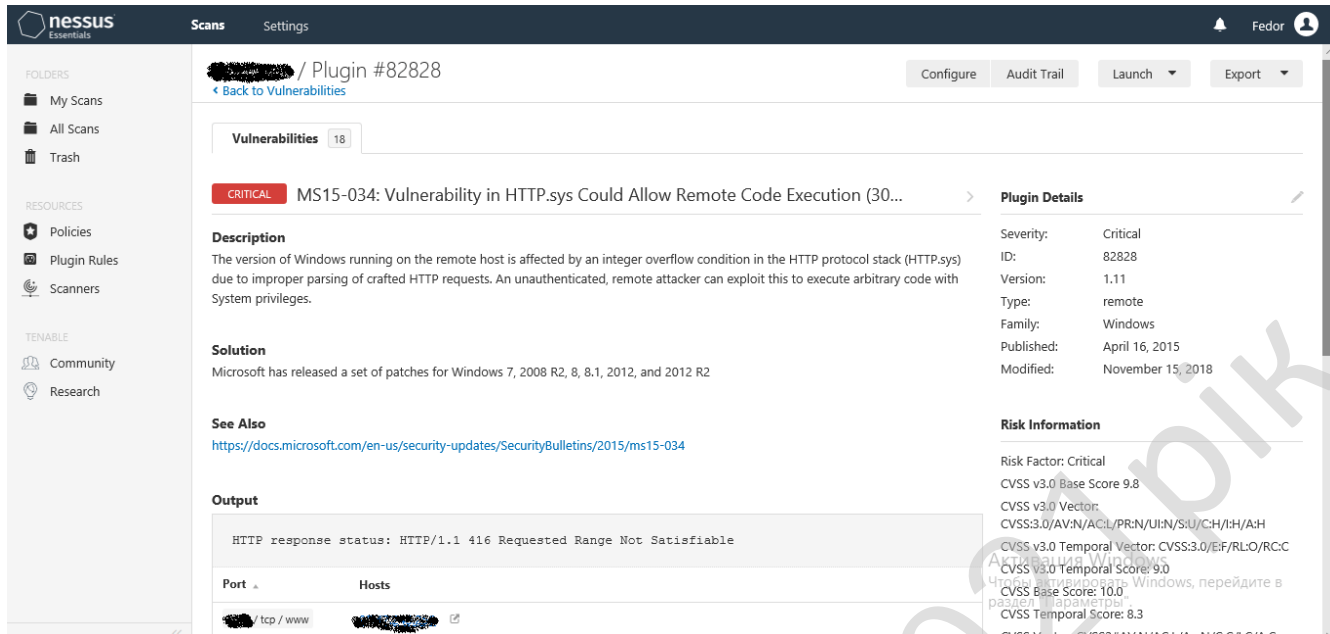 nessus
Essentials
Scans
Settings
Fedor
FOLDERS
My Scans
All Scans
Trash
RESOURCES
Policies
Plugin Rules
Scanners
TENABLE
Community
Research
/ Plugin #82828
Back to Vulnerabilities
Configure
Audit Trail
Launch
Export
Vulnerabilities 18
CRITICAL MS15-034: Vulnerability in HTTP.sys Could Allow Remote Code Execution (30...
Description
The version of Windows running on the remote host is affected by an integer overflow condition in the HTTP protocol stack (HTTP.sys)
due to improper parsing of crafted HTTP requests. An unauthenticated, remote attacker can exploit this to execute arbitrary code with
System privileges.
Solution
Microsoft has released a set of patches for Windows 7, 2008 R2, 8, 8.1, 2012, and 2012 R2
See Also
https://docs.microsoft.com/en-us/security-updates/SecurityBulletins/2015/ms15-034
Output
HTTP response status: HTTP/1.1 416 Requested Range Not Satisfiable
Port Hosts
/ tcp / www
Plugin Details
Severity: Critical
ID: 82828
Version: 1.11
Type: remote
Family: Windows
Published: April 16, 2015
Modified: November 15, 2018
Risk Information
Risk Factor: Critical
CVSS v3.0 Base Score 9.8
CVSS v3.0 Vector:
CVSS:3.0/AV:N/AC:L/PR:N/UI:N/S:U/C:H/I:H/A:H
CVSS v3.0 Temporal Vector: CVSS:3.0/E:F/RL:O/RC:C
CVSS v3.0 Temporal Score: 9.0
CVSS Base Score: 10.0
CVSS Temporal Score: 8.3
Активация Windows
Чтобы активировать Windows, перейдите в
раздел "Параметры".
21pik